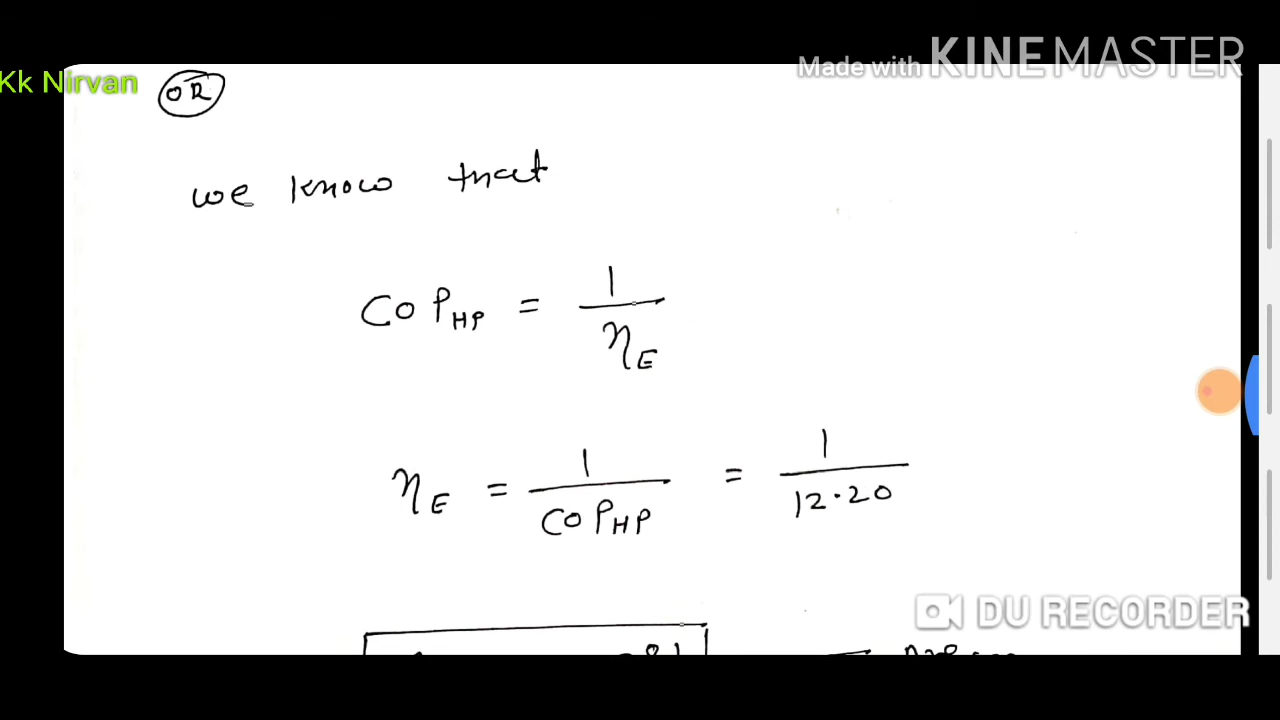 Made with KINEMASTER
Kk Nirvan
OR
we know that
COP_HP = 1 / η_E
η_E = 1 / COP_HP = 1 / 12.20
DU RECORDER